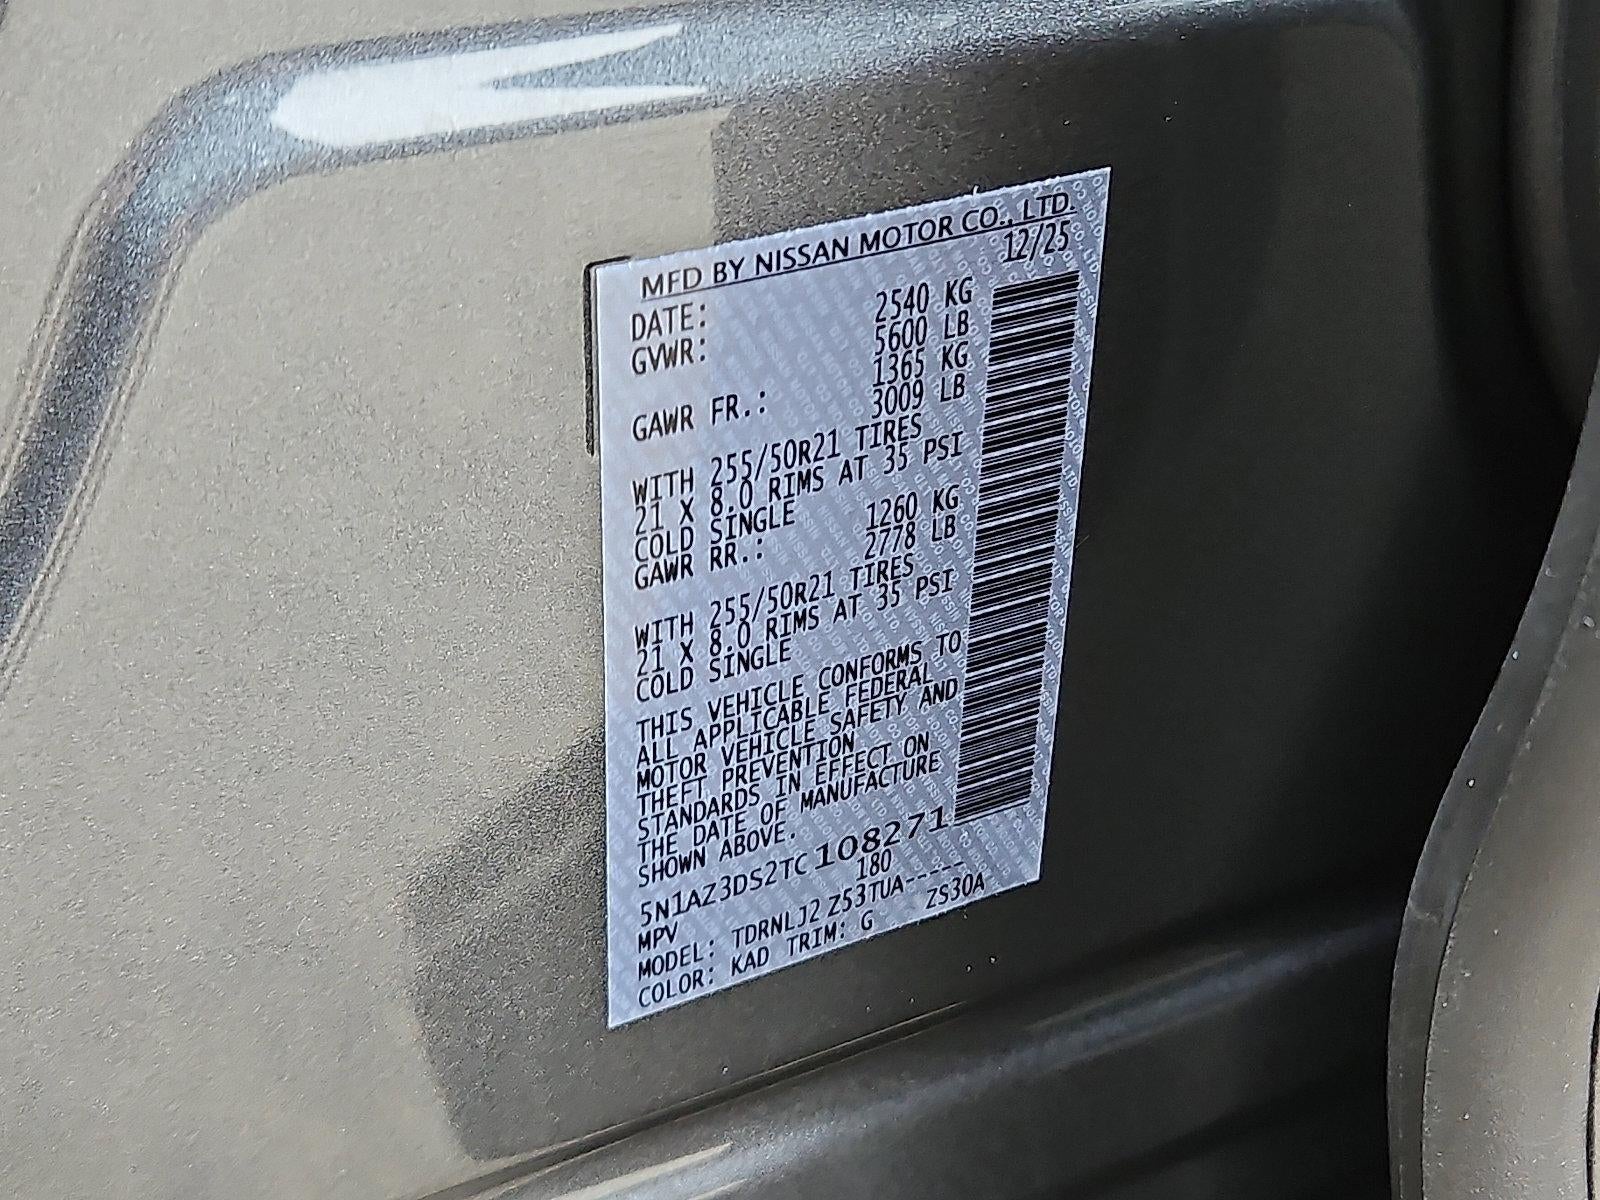 MFD BY NISSAN MOTOR CO., LTD.
DATE: 12/25
GVWR: 2540 KG
5600 LB
GAWR FR.: 1365 KG
3009 LB
WITH 255/50R21 TIRES
21 X 8.0 RIMS AT 35 PSI
COLD SINGLE
GAWR RR.: 1260 KG
2778 LB
WITH 255/50R21 TIRES
21 X 8.0 RIMS AT 35 PSI
COLD SINGLE
THIS VEHICLE CONFORMS TO
ALL APPLICABLE FEDERAL
MOTOR VEHICLE SAFETY AND
THEFT PREVENTION
STANDARDS IN EFFECT ON
THE DATE OF MANUFACTURE
SHOWN ABOVE.
5N1AZ3DS2TC108271
MPV 180
MODEL: TDRNLJ2 Z53TUA-----
COLOR: KAD TRIM: G ZS30A